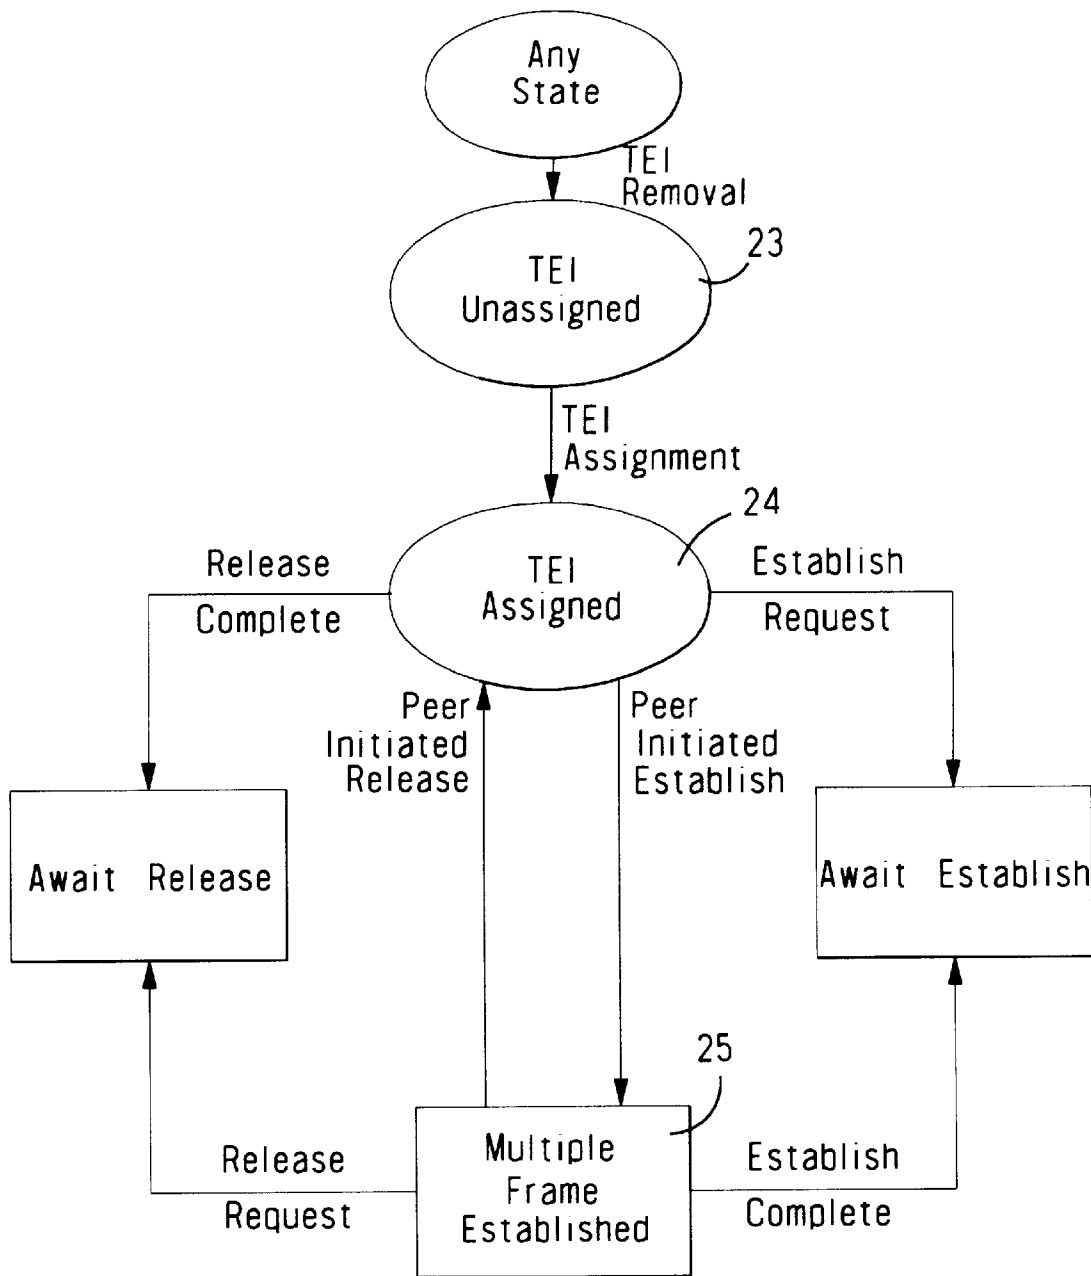 Any
State
TEI
Removal
23
TEI
Unassigned
TEI
Assignment
24
Release
Complete
TEI
Assigned
Establish
Request
Peer
Initiated
Release
Peer
Initiated
Establish
Await Release
Await Establish
25
Release
Request
Multiple
Frame
Established
Establish
Complete